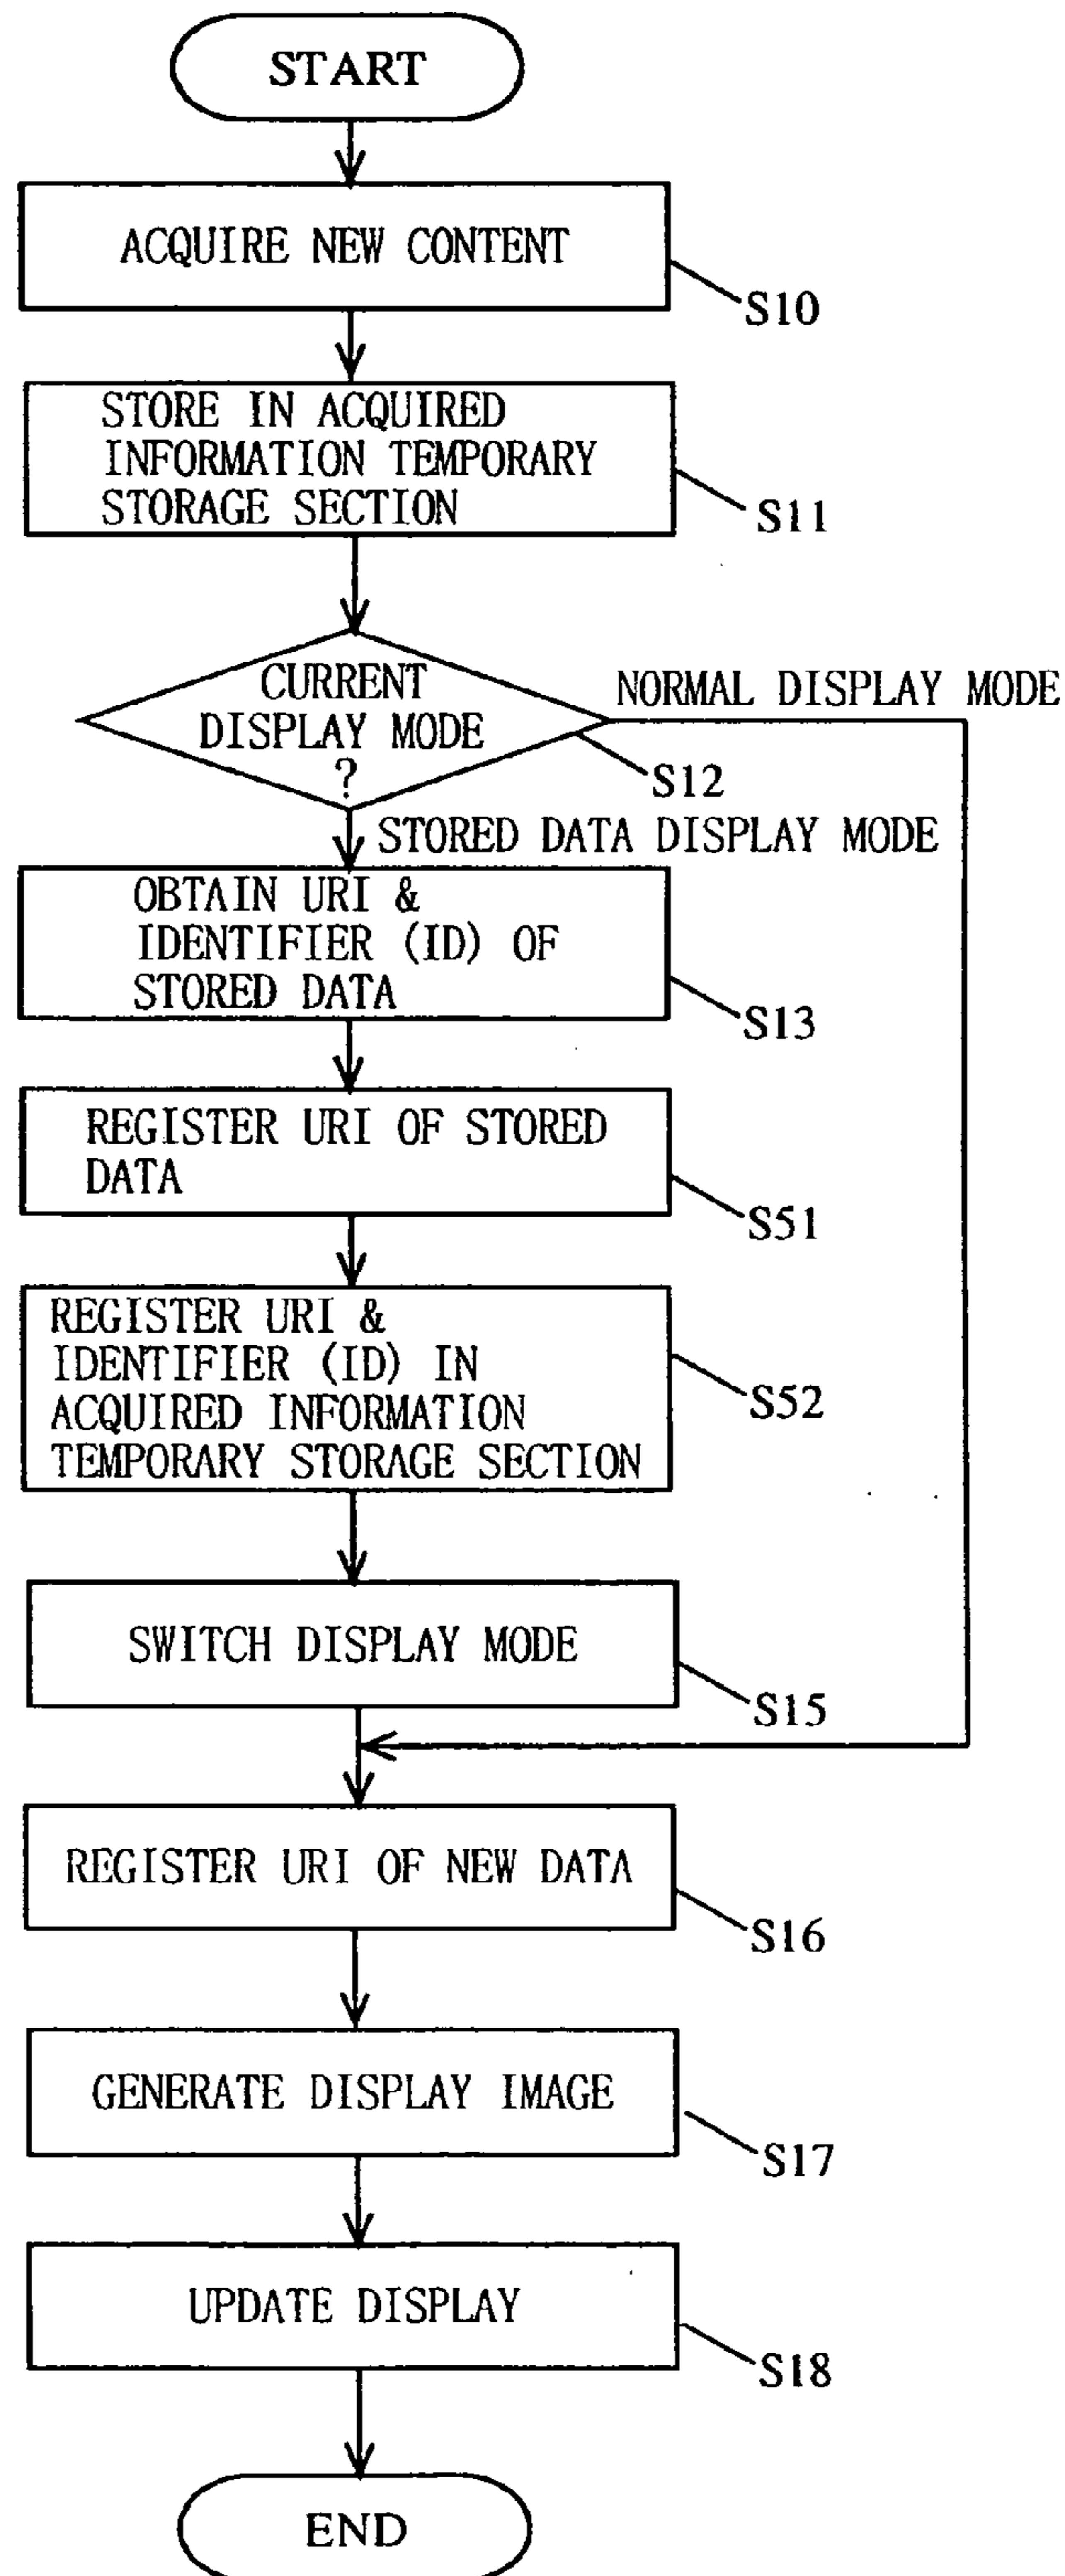 START
ACQUIRE NEW CONTENT
S10
STORE IN ACQUIRED
INFORMATION TEMPORARY
STORAGE SECTION
S11
CURRENT
DISPLAY MODE
?
NORMAL DISPLAY MODE
S12
STORED DATA DISPLAY MODE
OBTAIN URI &
IDENTIFIER (ID) OF
STORED DATA
S13
REGISTER URI OF STORED
DATA
S51
REGISTER URI &
IDENTIFIER (ID) IN
ACQUIRED INFORMATION
TEMPORARY STORAGE SECTION
S52
SWITCH DISPLAY MODE
S15
REGISTER URI OF NEW DATA
S16
GENERATE DISPLAY IMAGE
S17
UPDATE DISPLAY
S18
END